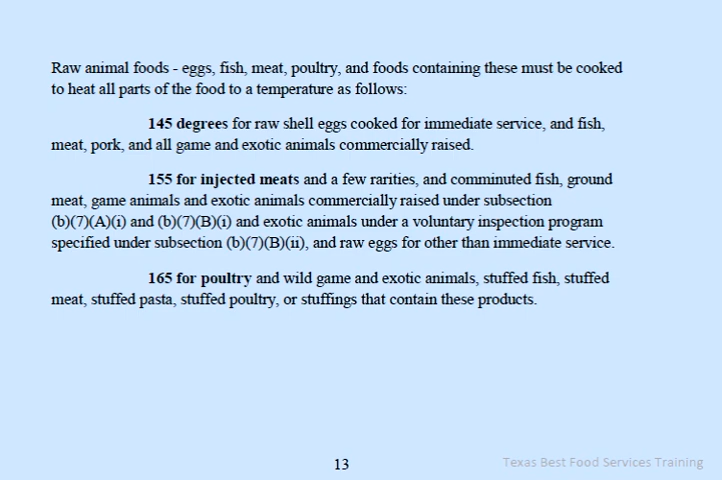 Raw animal foods - eggs, fish, meat, poultry, and foods containing these must be cooked
to heat all parts of the food to a temperature as follows:
145 degrees for raw shell eggs cooked for immediate service, and fish,
meat, pork, and all game and exotic animals commercially raised.
155 for injected meats and a few rarities, and comminuted fish, ground
meat, game animals and exotic animals commercially raised under subsection
(b)(7)(A)(i) and (b)(7)(B)(i) and exotic animals under a voluntary inspection program
specified under subsection (b)(7)(B)(ii), and raw eggs for other than immediate service.
165 for poultry and wild game and exotic animals, stuffed fish, stuffed
meat, stuffed pasta, stuffed poultry, or stuffings that contain these products.
13
Texas Best Food Services Training